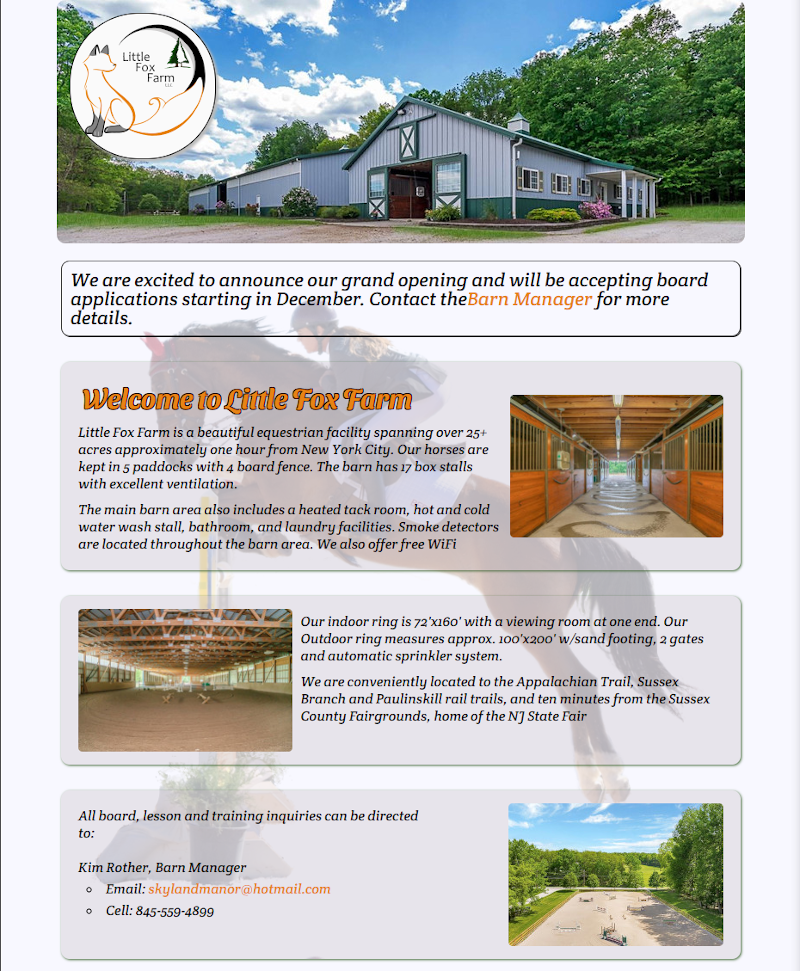 Little
Fox
Farm
LLC
We are excited to announce our grand opening and will be accepting board
applications starting in December. Contact theBarn Manager for more
details.
Welcome to Little Fox Farm
Little Fox Farm is a beautiful equestrian facility spanning over 25+
acres approximately one hour from New York City. Our horses are
kept in 5 paddocks with 4 board fence. The barn has 17 box stalls
with excellent ventilation.
The main barn area also includes a heated tack room, hot and cold
water wash stall, bathroom, and laundry facilities. Smoke detectors
are located throughout the barn area. We also offer free WiFi
Our indoor ring is 72'x160' with a viewing room at one end. Our
Outdoor ring measures approx. 100'x200' w/sand footing, 2 gates
and automatic sprinkler system.
We are conveniently located to the Appalachian Trail, Sussex
Branch and Paulinskill rail trails, and ten minutes from the Sussex
County Fairgrounds, home of the NJ State Fair
All board, lesson and training inquiries can be directed
to:
Kim Rother, Barn Manager
Email: skylandmanor@hotmail.com
Cell: 845-559-4899